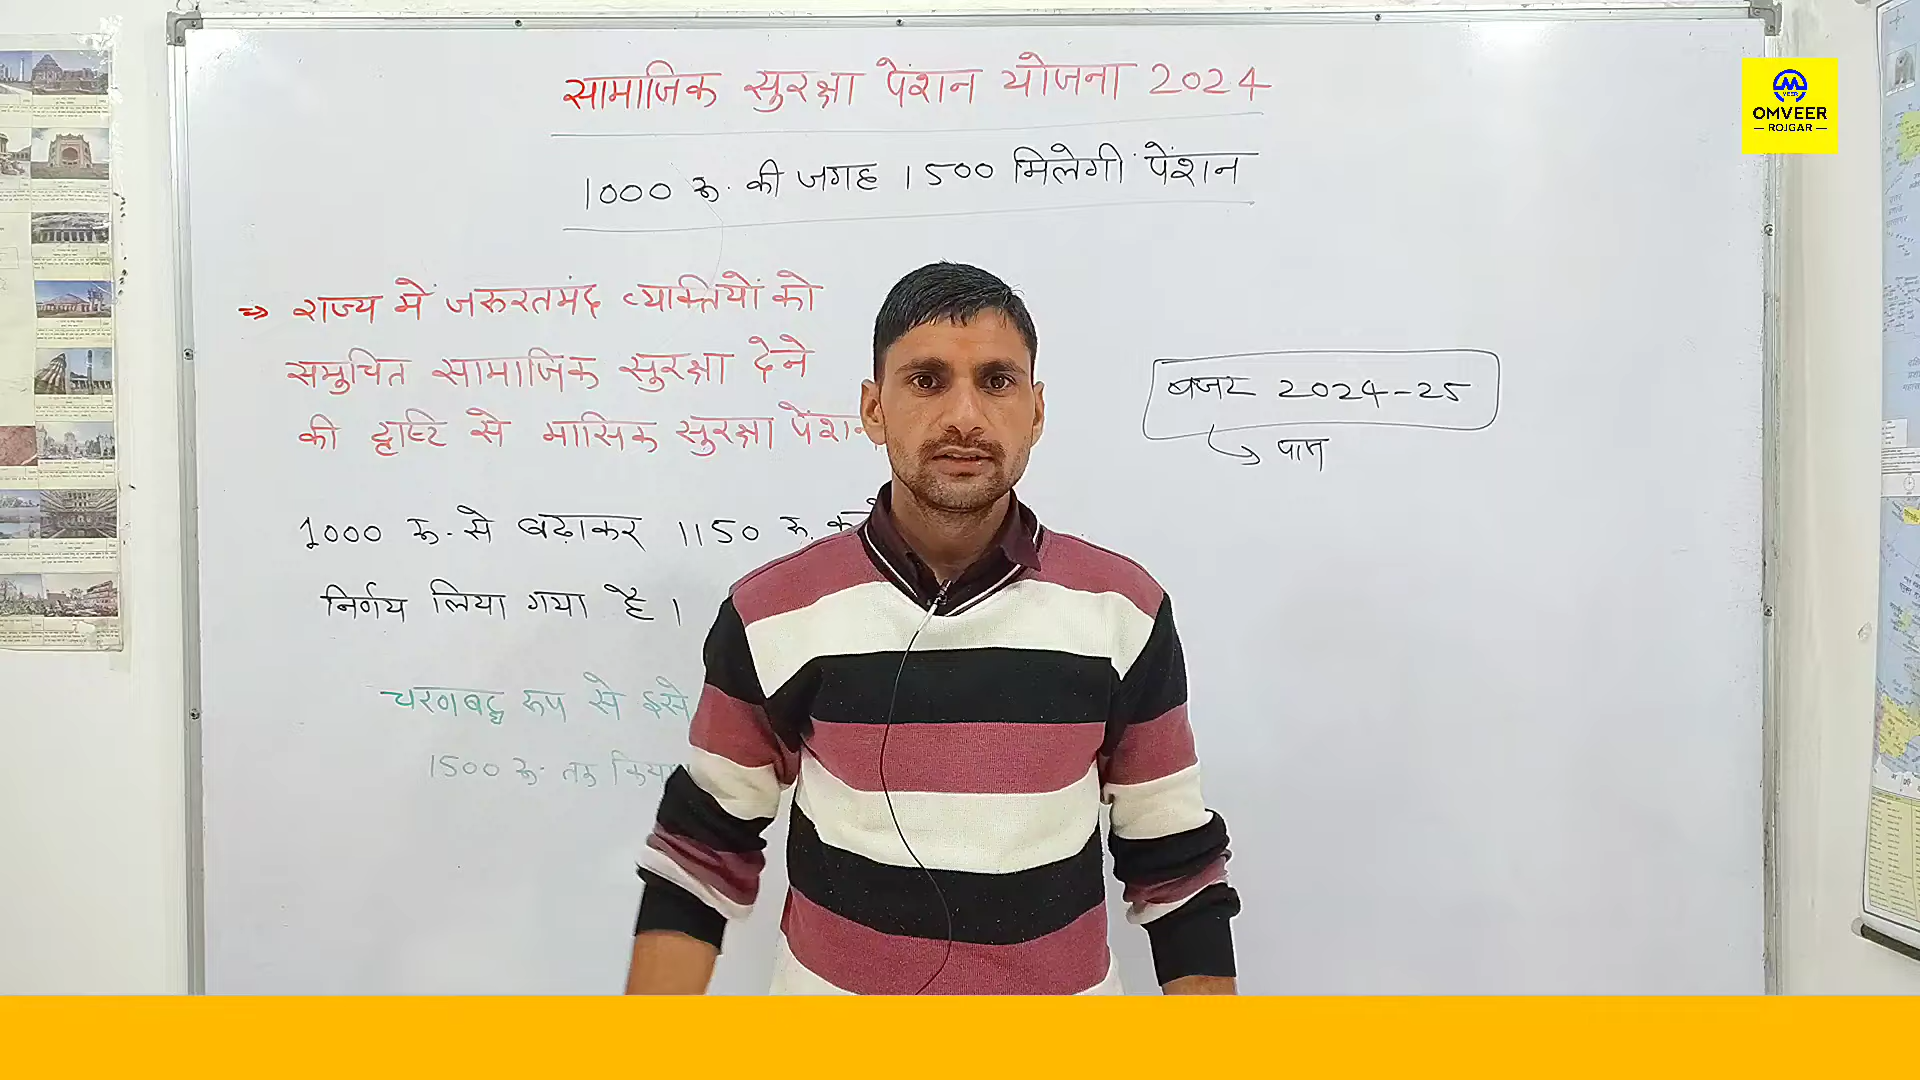 सामाजिक सुरक्षा पेंशन योजना 2024
1000 रू. की जगह 1500 मिलेगी पेंशन
⇒ राज्य में जरुरतमंद व्यक्तियों को
समुचित सामाजिक सुरक्षा देने
की दृष्टि से मासिक सुरक्षा पेंशन
1000 रू. से बढ़ाकर 1150 रू.
निर्णय लिया गया है ।
चरणबद्ध रूप से इसे
1500 रू. तक किया
बजट 2024-25
पास
VEER
OMVEER
ROJGAR